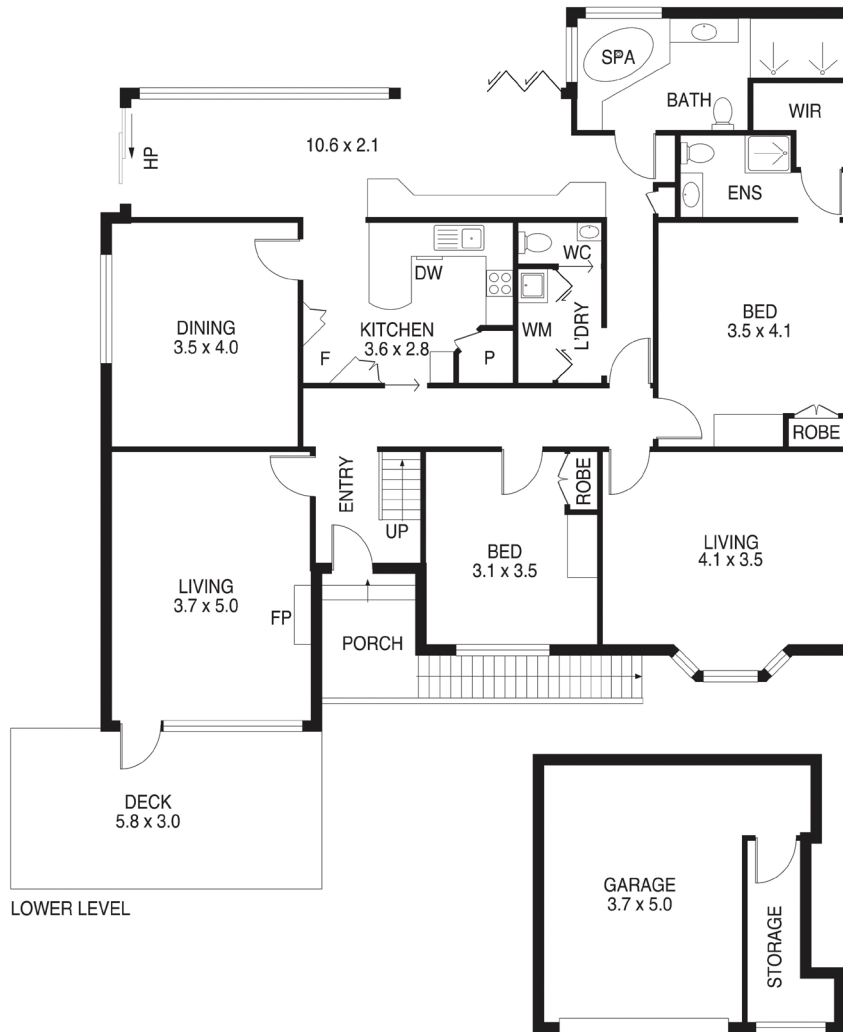 SPA
BATH
WIR
HP
10.6 x 2.1
ENS
WC
DW
DINING
3.5 x 4.0
KITCHEN
3.6 x 2.8
F
P
WM
L'DRY
BED
3.5 x 4.1
ROBE
ENTRY
UP
ROBE
BED
3.1 x 3.5
LIVING
4.1 x 3.5
LIVING
3.7 x 5.0
FP
PORCH
DECK
5.8 x 3.0
LOWER LEVEL
GARAGE
3.7 x 5.0
STORAGE